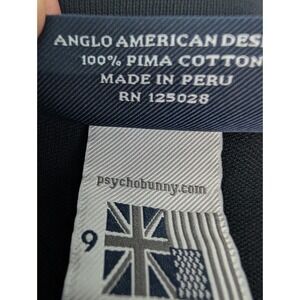 ANGLO AMERICAN DES
100% PIMA COTTON
MADE IN PERU
RN 125028
psychobunny.com
9